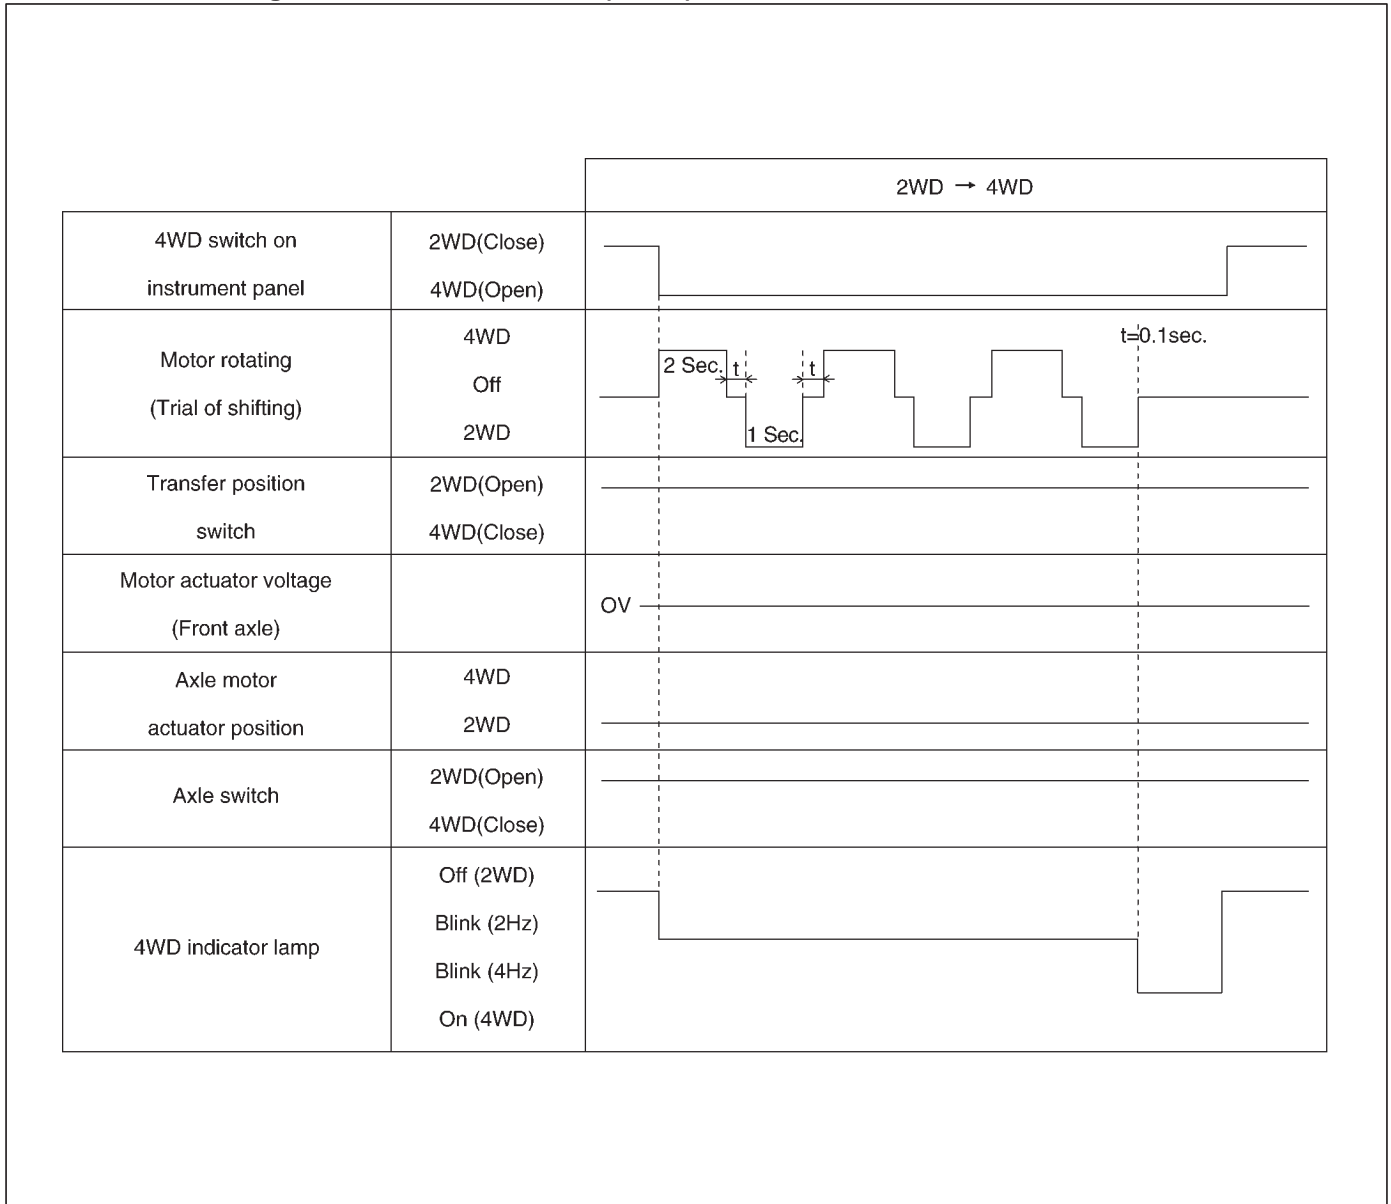 2WD → 4WD
4WD switch on
instrument panel
2WD(Close)
4WD(Open)
Motor rotating
(Trial of shifting)
4WD
Off
2WD
2 Sec.
t
1 Sec.
t
t=0.1sec.
Transfer position
switch
2WD(Open)
4WD(Close)
Motor actuator voltage
(Front axle)
OV
Axle motor
actuator position
4WD
2WD
Axle switch
2WD(Open)
4WD(Close)
4WD indicator lamp
Off (2WD)
Blink (2Hz)
Blink (4Hz)
On (4WD)